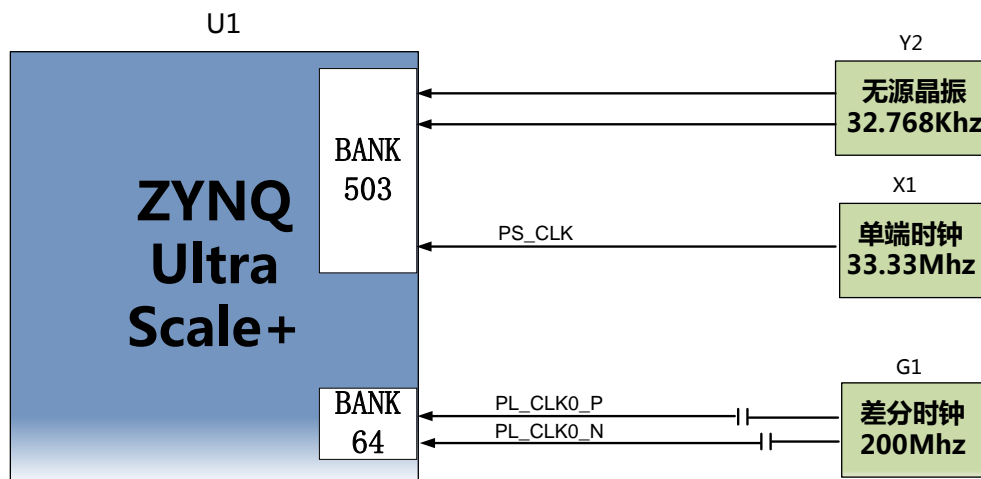 U1
ZYNQ
Ultra
Scale+
BANK
503
BANK
64
PS_CLK
PL_CLK0_P
PL_CLK0_N
Y2
无源晶振
32.768Khz
X1
单端时钟
33.33Mhz
G1
差分时钟
200Mhz